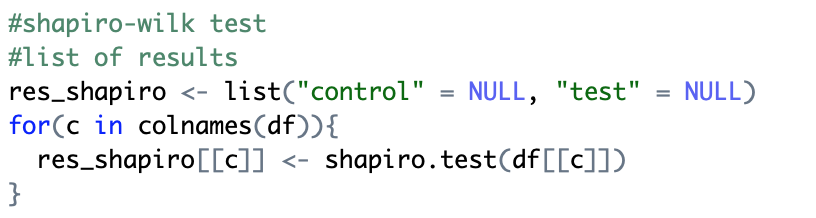 #shapiro-wilk test
#list of results
res_shapiro <- list("control" = NULL, "test" = NULL)
for(c in colnames(df)){
  res_shapiro[[c]] <- shapiro.test(df[[c]])
}